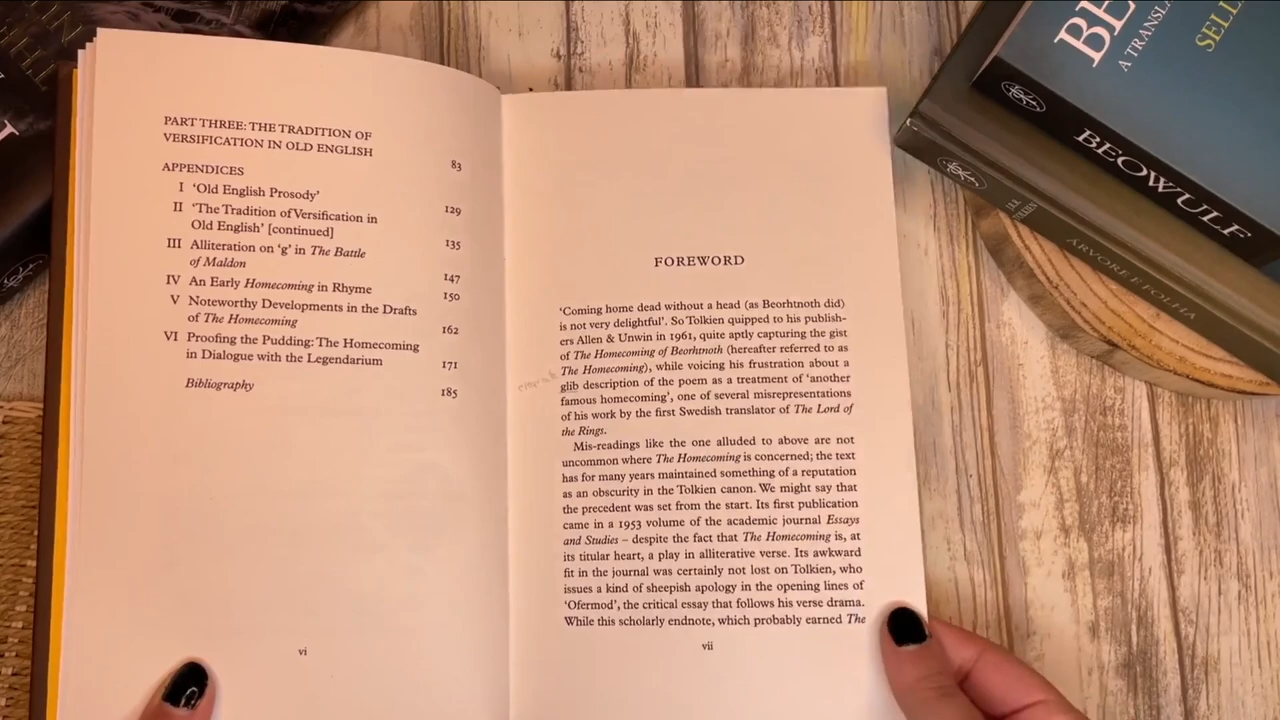 PART THREE: THE TRADITION OF
VERSIFICATION IN OLD ENGLISH 83
APPENDICES
I 'Old English Prosody' 129
II 'The Tradition of Versification in
Old English' [continued] 135
III Alliteration on 'g' in The Battle
of Maldon 147
IV An Early Homecoming in Rhyme 150
V Noteworthy Developments in the Drafts
of The Homecoming 162
VI Proofing the Pudding: The Homecoming
in Dialogue with the Legendarium 171
Bibliography 185
vi
FOREWORD
'Coming home dead without a head (as Beorhtnoth did)
is not very delightful'. So Tolkien quipped to his publish-
ers Allen & Unwin in 1961, quite aptly capturing the gist
of The Homecoming of Beorhtnoth (hereafter referred to as
The Homecoming), while voicing his frustration about a
glib description of the poem as a treatment of 'another
famous homecoming', one of several misrepresentations
of his work by the first Swedish translator of The Lord of
the Rings.
Mis-readings like the one alluded to above are not
uncommon where The Homecoming is concerned; the text
has for many years maintained something of a reputation
as an obscurity in the Tolkien canon. We might say that
the precedent was set from the start. Its first publication
came in a 1953 volume of the academic journal Essays
and Studies – despite the fact that The Homecoming is, at
its titular heart, a play in alliterative verse. Its awkward
fit in the journal was certainly not lost on Tolkien, who
issues a kind of sheepish apology in the opening lines of
'Ofermod', the critical essay that follows his verse drama.
While this scholarly endnote, which probably earned The
vii
BE
A TRANSLA
SELL
BEOWULF
ÁRVORE E FOLHA